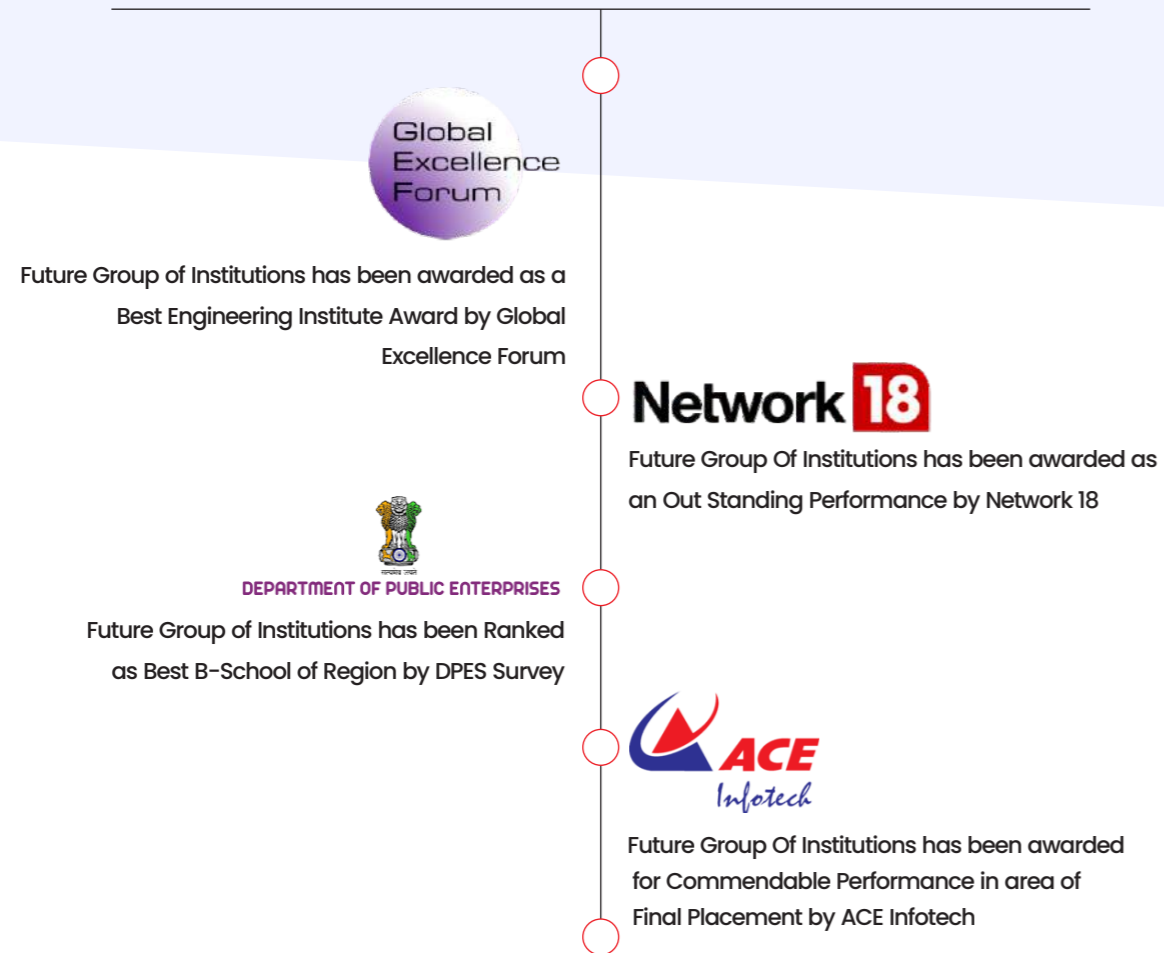 Global
Excellence
Forum
Future Group of Institutions has been awarded as a
Best Engineering Institute Award by Global
Excellence Forum
Network 18
Future Group Of Institutions has been awarded as
an Out Standing Performance by Network 18
DEPARTMENT OF PUBLIC ENTERPRISES
Future Group of Institutions has been Ranked
as Best B-School of Region by DPES Survey
ACE
Infotech
Future Group Of Institutions has been awarded
for Commendable Performance in area of
Final Placement by ACE Infotech